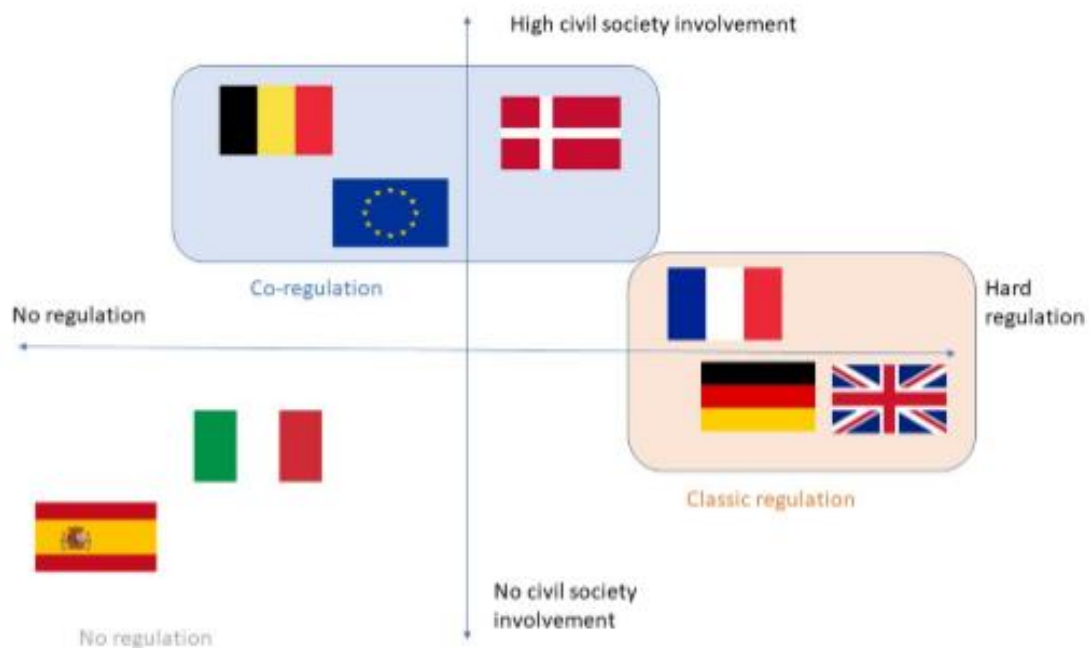 High civil society involvement
Co-regulation
No regulation
Hard
regulation
Classic regulation
No civil society
involvement
No regulation